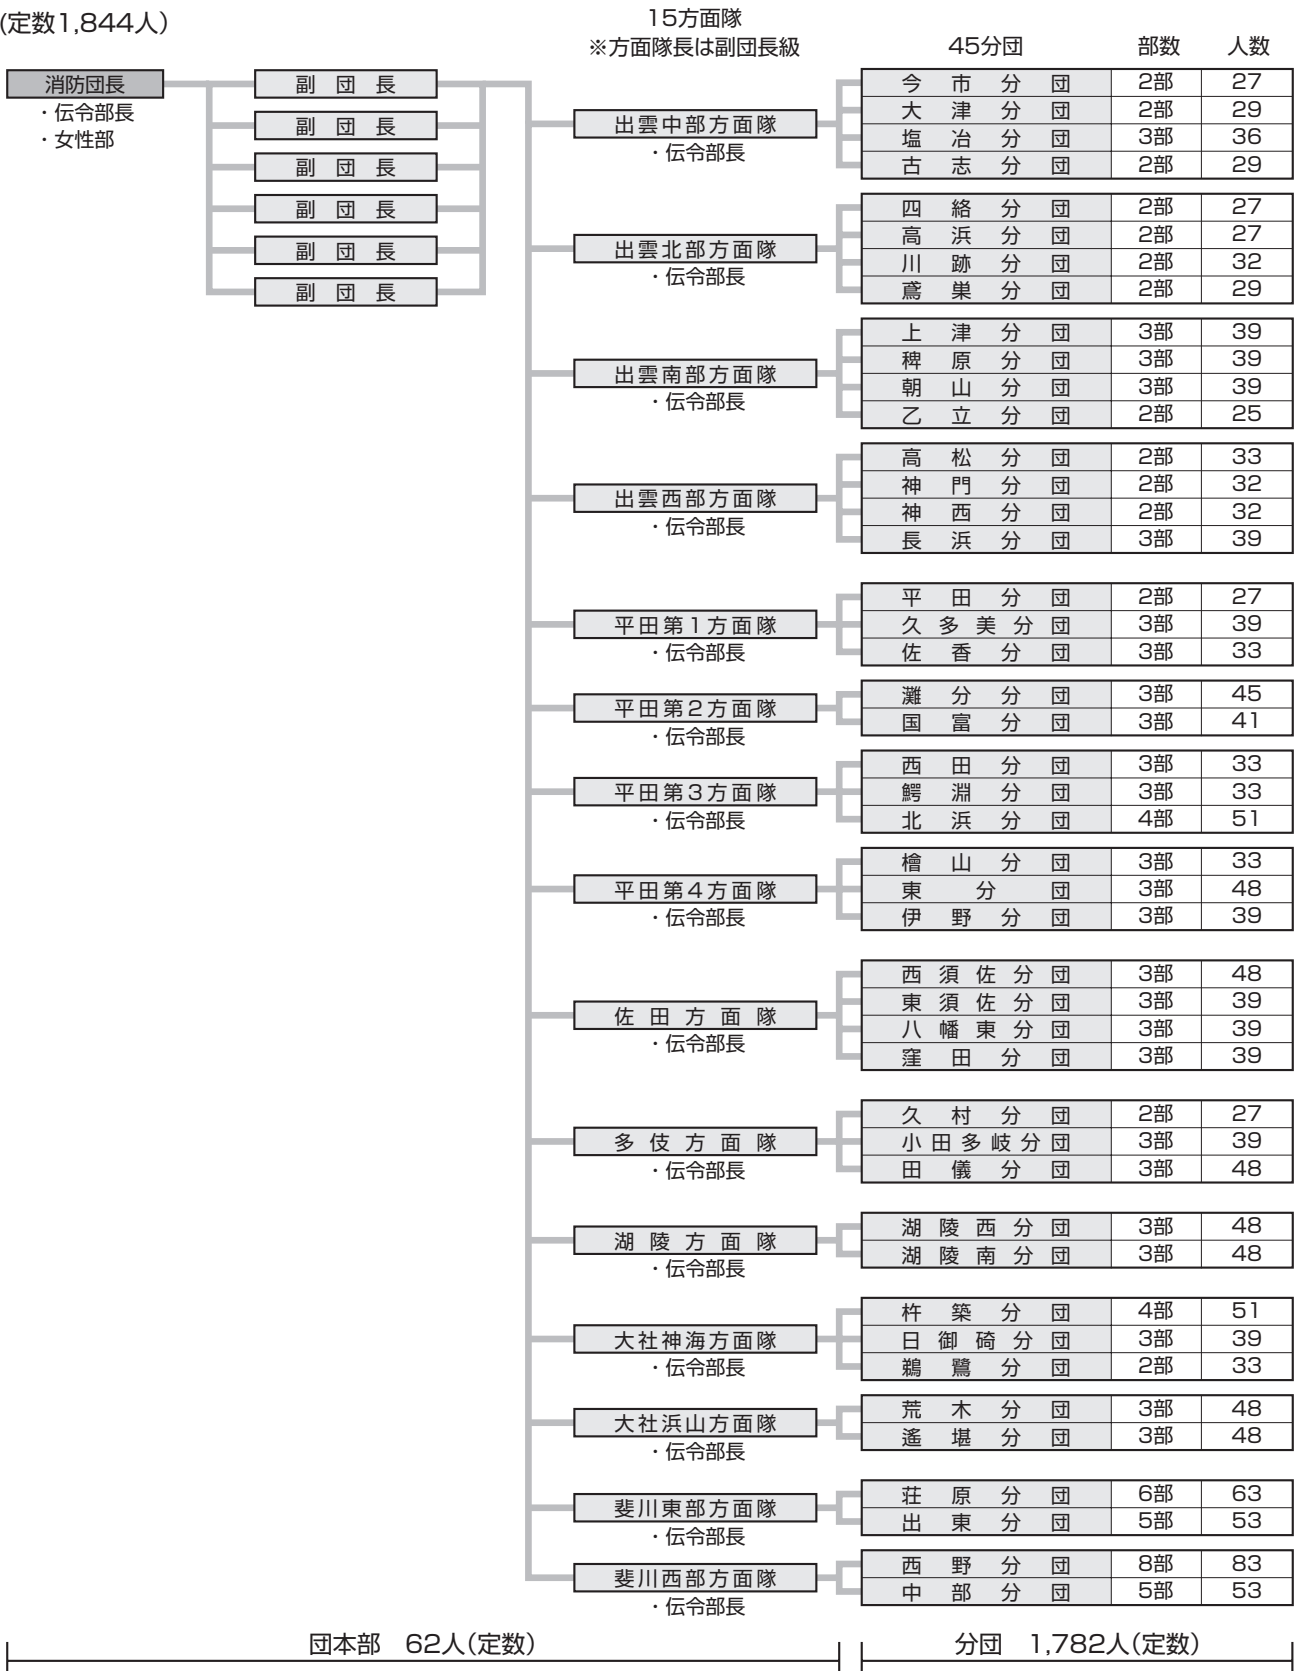 (定数1,844人)
15方面隊
※方面隊長は副団長級
45分団 部数 人数
消防団長
・伝令部長
・女性部
副団長
副団長
副団長
副団長
副団長
副団長
出雲中部方面隊
・伝令部長
今市分団 2部 27
大津分団 2部 29
塩冶分団 3部 36
古志分団 2部 29
出雲北部方面隊
・伝令部長
四絡分団 2部 27
高浜分団 2部 27
川跡分団 2部 32
鳶巣分団 2部 29
出雲南部方面隊
・伝令部長
上津分団 3部 39
稗原分団 3部 39
朝山分団 3部 39
乙立分団 2部 25
出雲西部方面隊
・伝令部長
高松分団 2部 33
神門分団 2部 32
神西分団 2部 32
長浜分団 3部 39
平田第1方面隊
・伝令部長
平田分団 2部 27
久多美分団 3部 39
佐香分団 3部 33
平田第2方面隊
・伝令部長
灘分分団 3部 45
国富分団 3部 41
平田第3方面隊
・伝令部長
西田分団 3部 33
鰐淵分団 3部 33
北浜分団 4部 51
平田第4方面隊
・伝令部長
檜山分団 3部 33
東分団 3部 48
伊野分団 3部 39
佐田方面隊
・伝令部長
西須佐分団 3部 48
東須佐分団 3部 39
八幡東分団 3部 39
窪田分団 3部 39
多伎方面隊
・伝令部長
久村分団 2部 27
小田多岐分団 3部 39
田儀分団 3部 48
湖陵方面隊
・伝令部長
湖陵西分団 3部 48
湖陵南分団 3部 48
大社神海方面隊
・伝令部長
杵築分団 4部 51
日御碕分団 3部 39
鵜鷺分団 2部 33
大社浜山方面隊
・伝令部長
荒木分団 3部 48
遙堪分団 3部 48
斐川東部方面隊
・伝令部長
荘原分団 6部 63
出東分団 5部 53
斐川西部方面隊
・伝令部長
西野分団 8部 83
中部分団 5部 53
団本部 62人(定数)
分団 1,782人(定数)